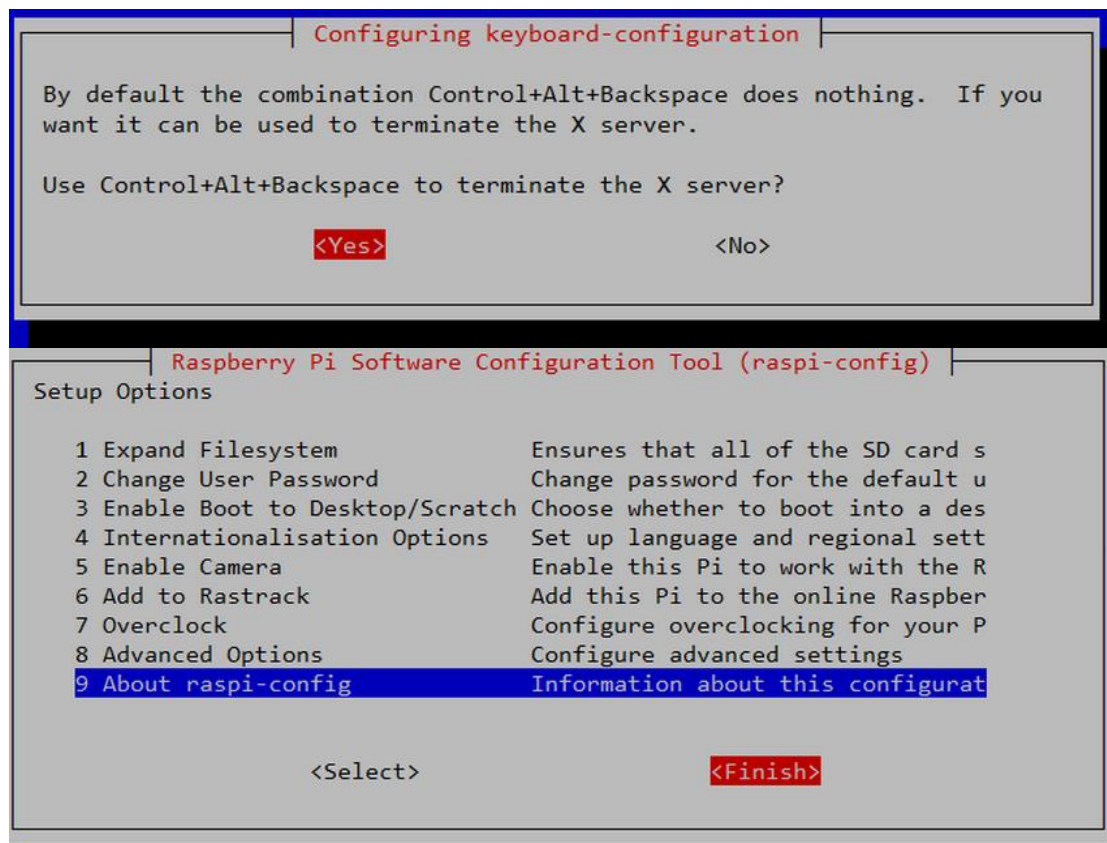 Configuring keyboard-configuration
By default the combination Control+Alt+Backspace does nothing.  If you
want it can be used to terminate the X server.
Use Control+Alt+Backspace to terminate the X server?
<Yes> <No>
Raspberry Pi Software Configuration Tool (raspi-config)
Setup Options
1 Expand Filesystem Ensures that all of the SD card s
2 Change User Password Change password for the default u
3 Enable Boot to Desktop/Scratch Choose whether to boot into a des
4 Internationalisation Options Set up language and regional sett
5 Enable Camera Enable this Pi to work with the R
6 Add to Rastrack Add this Pi to the online Raspber
7 Overclock Configure overclocking for your P
8 Advanced Options Configure advanced settings
9 About raspi-config Information about this configurat
<Select> <Finish>